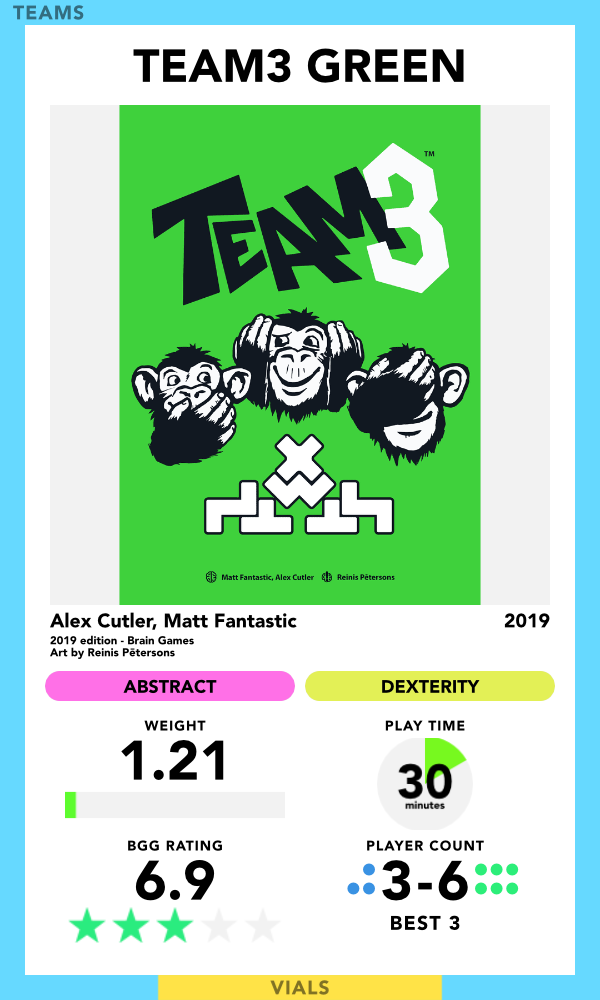 TEAMS
TEAM3 GREEN
TEAM3™
Matt Fantastic, Alex Cutler Reinis Pētersons
Alex Cutler, Matt Fantastic 2019
2019 edition - Brain Games
Art by Reinis Pētersons
ABSTRACT DEXTERITY
WEIGHT PLAY TIME
1.21 30
minutes
BGG RATING PLAYER COUNT
6.9 3-6
BEST 3
VIALS